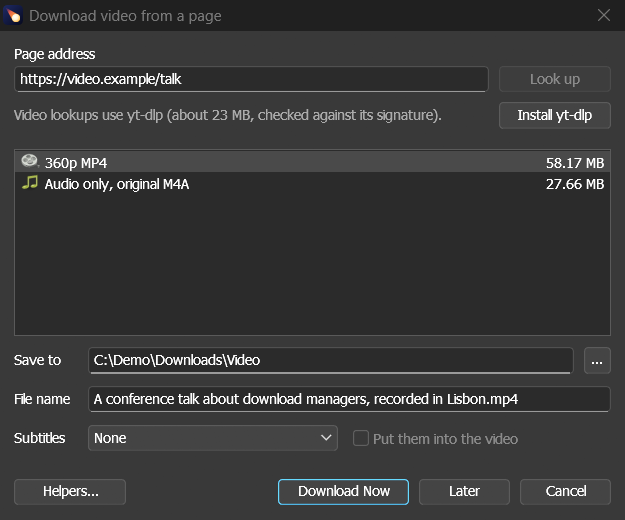 Download video from a page
Page address
https://video.example/talk
Look up
Video lookups use yt-dlp (about 23 MB, checked against its signature).
Install yt-dlp
360p MP4 58.17 MB
Audio only, original M4A 27.66 MB
Save to C:\Demo\Downloads\Video ...
File name A conference talk about download managers, recorded in Lisbon.mp4
Subtitles None Put them into the video
Helpers... Download Now Later Cancel